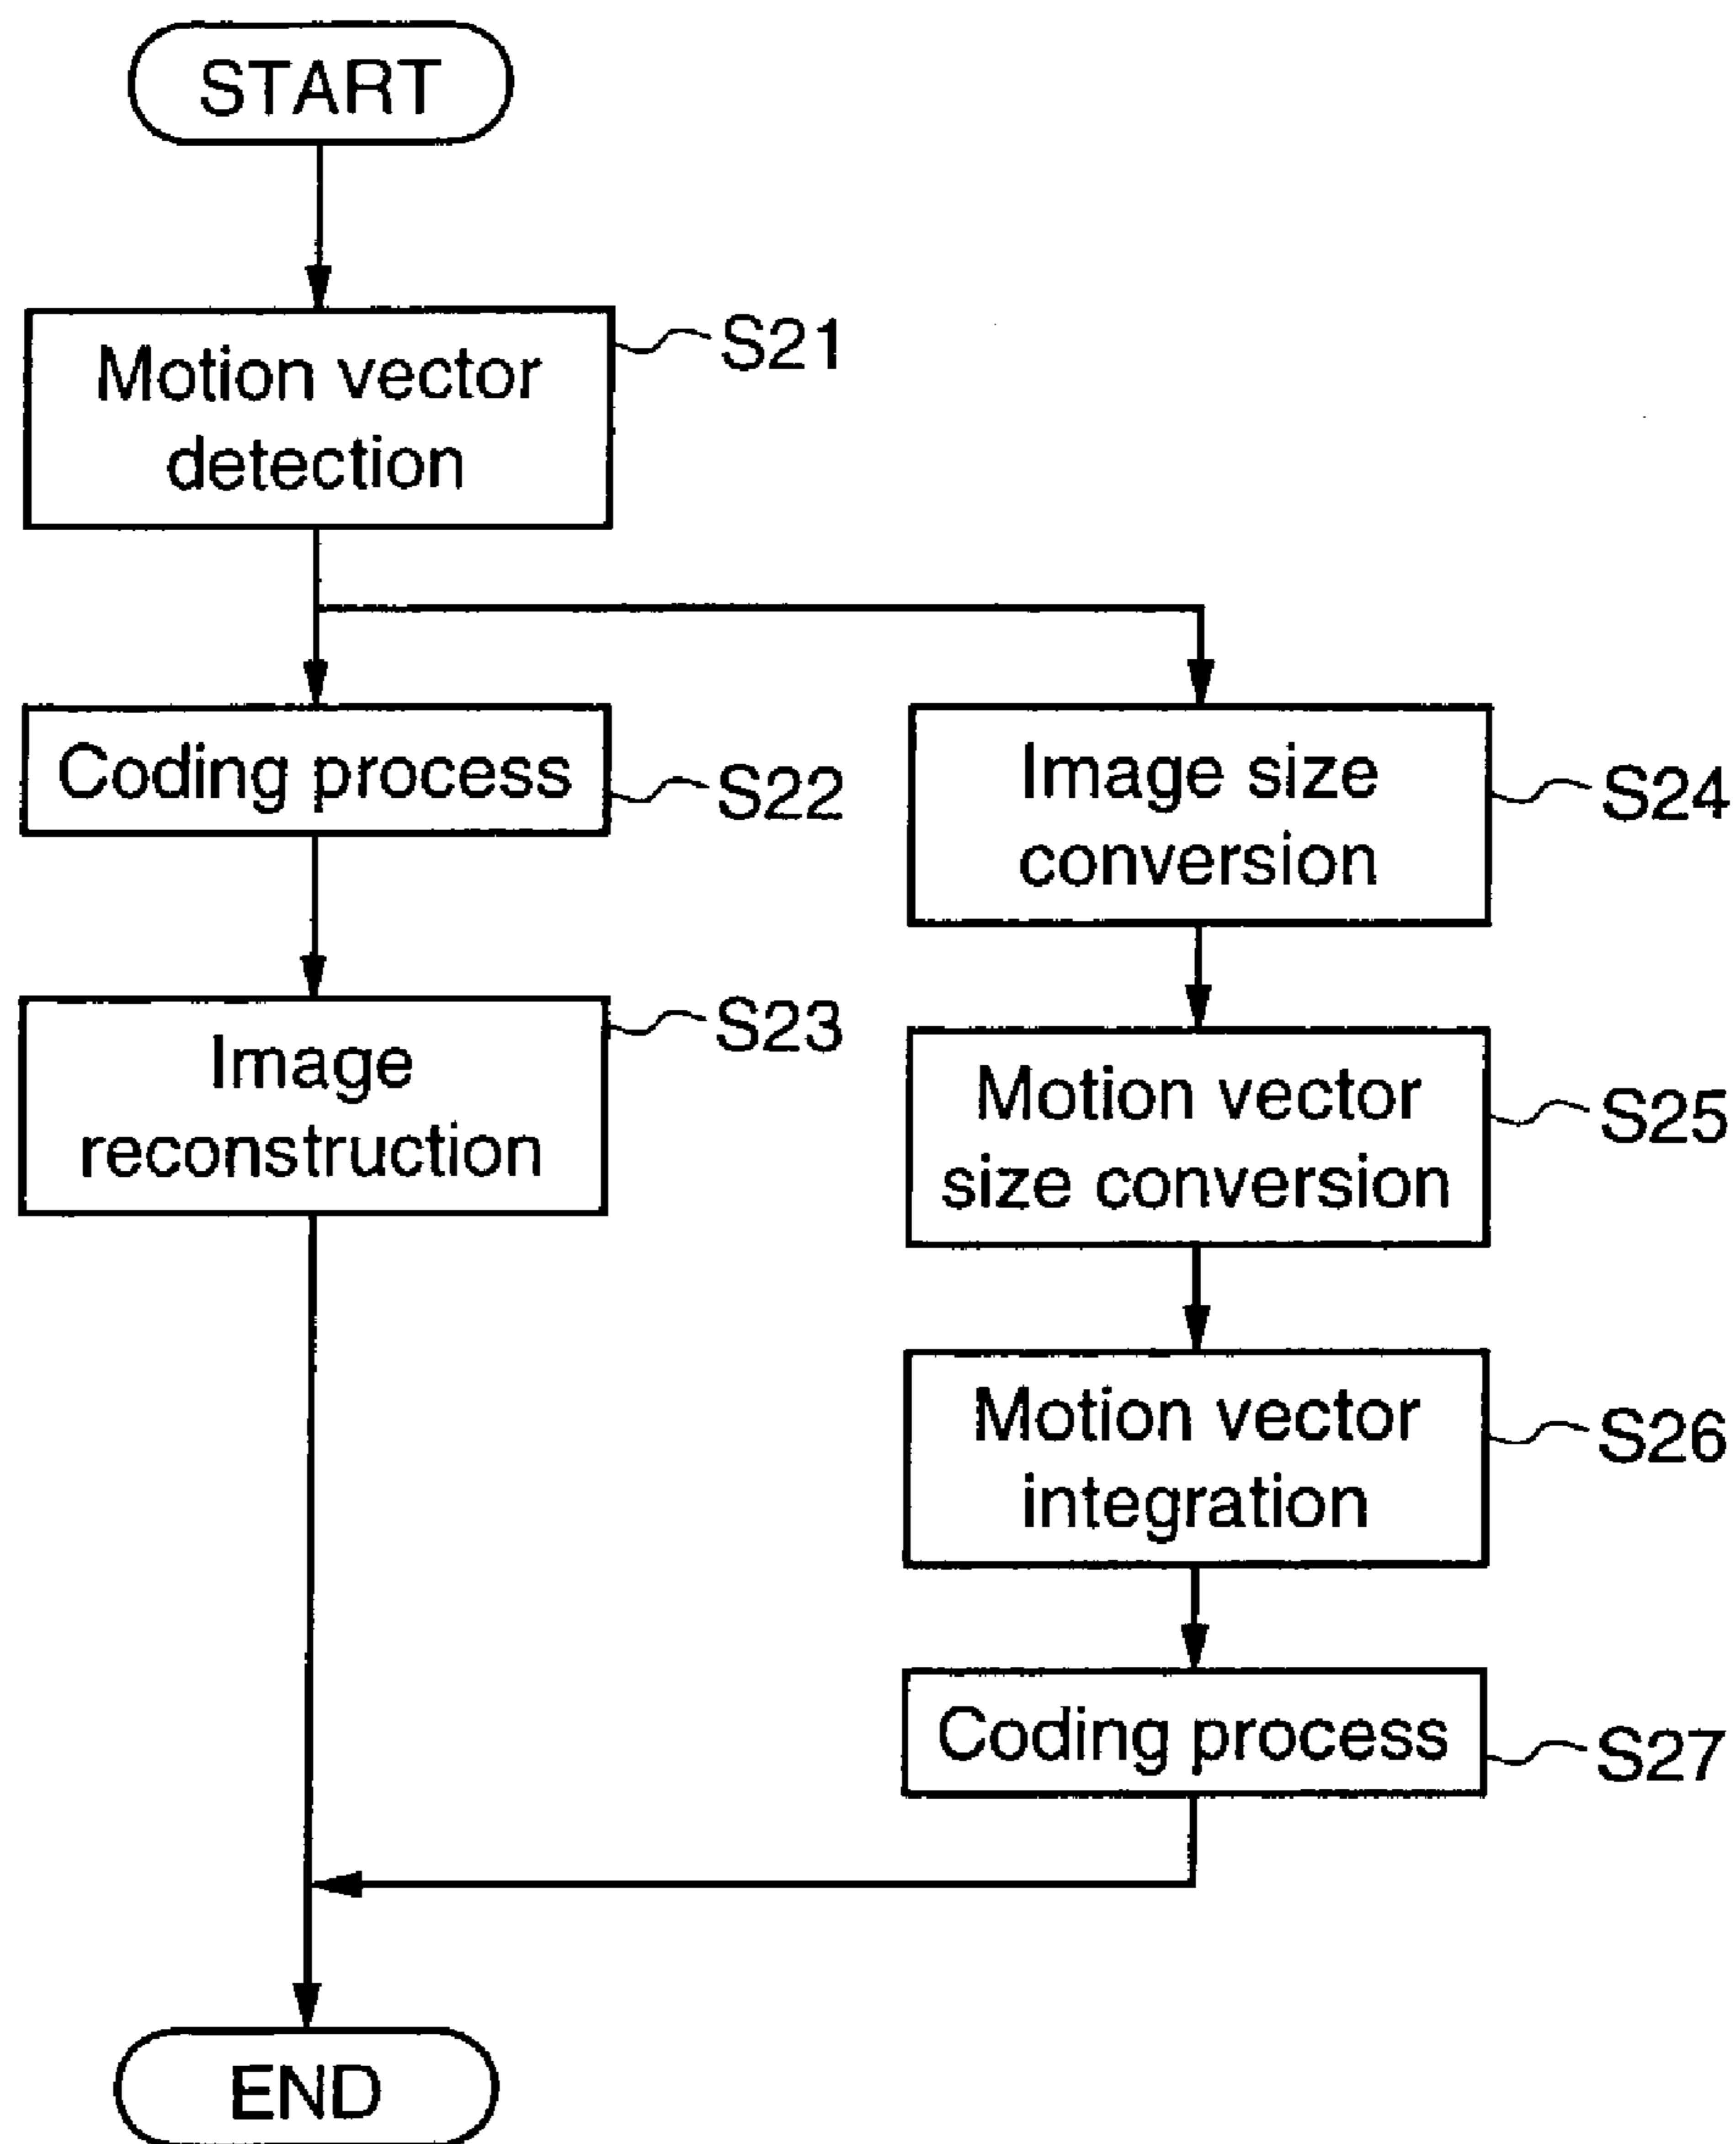 START
Motion vector
detection
S21
Coding process
S22
Image
reconstruction
S23
Image size
conversion
S24
Motion vector
size conversion
S25
Motion vector
integration
S26
Coding process
S27
END